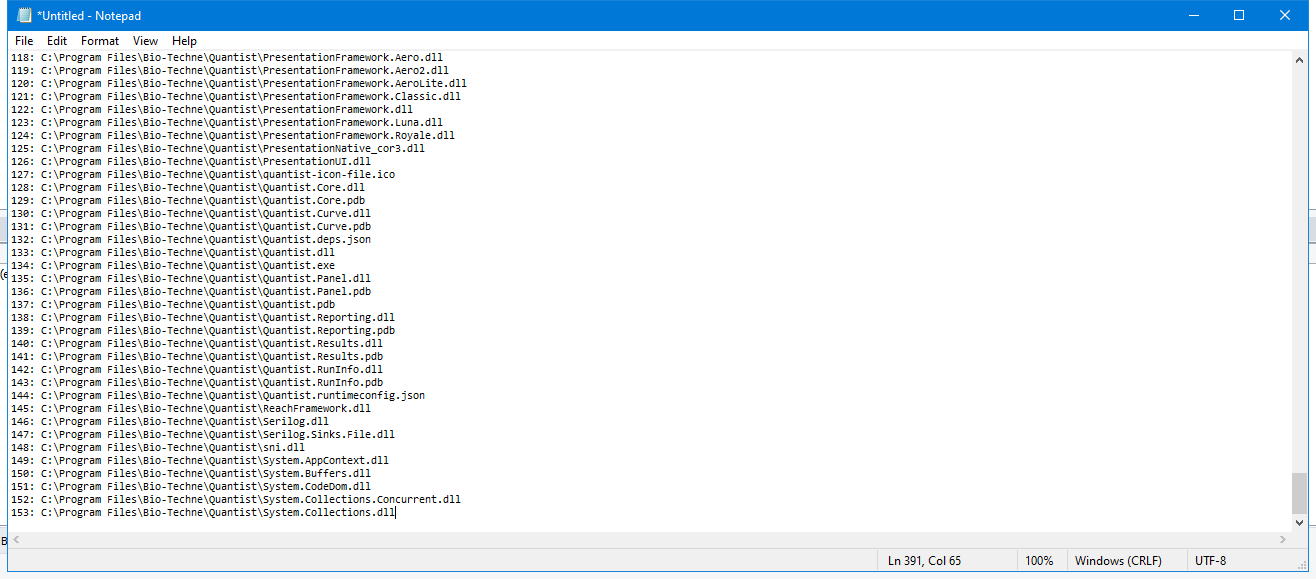 *Untitled - Notepad
File Edit Format View Help
118: C:\Program Files\Bio-Techne\Quantist\PresentationFramework.Aero.dll
119: C:\Program Files\Bio-Techne\Quantist\PresentationFramework.Aero2.dll
120: C:\Program Files\Bio-Techne\Quantist\PresentationFramework.AeroLite.dll
121: C:\Program Files\Bio-Techne\Quantist\PresentationFramework.Classic.dll
122: C:\Program Files\Bio-Techne\Quantist\PresentationFramework.dll
123: C:\Program Files\Bio-Techne\Quantist\PresentationFramework.Luna.dll
124: C:\Program Files\Bio-Techne\Quantist\PresentationFramework.Royale.dll
125: C:\Program Files\Bio-Techne\Quantist\PresentationNative_cor3.dll
126: C:\Program Files\Bio-Techne\Quantist\PresentationUI.dll
127: C:\Program Files\Bio-Techne\Quantist\quantist-icon-file.ico
128: C:\Program Files\Bio-Techne\Quantist\Quantist.Core.dll
129: C:\Program Files\Bio-Techne\Quantist\Quantist.Core.pdb
130: C:\Program Files\Bio-Techne\Quantist\Quantist.Curve.dll
131: C:\Program Files\Bio-Techne\Quantist\Quantist.Curve.pdb
132: C:\Program Files\Bio-Techne\Quantist\Quantist.deps.json
133: C:\Program Files\Bio-Techne\Quantist\Quantist.dll
134: C:\Program Files\Bio-Techne\Quantist\Quantist.exe
135: C:\Program Files\Bio-Techne\Quantist\Quantist.Panel.dll
136: C:\Program Files\Bio-Techne\Quantist\Quantist.Panel.pdb
137: C:\Program Files\Bio-Techne\Quantist\Quantist.pdb
138: C:\Program Files\Bio-Techne\Quantist\Quantist.Reporting.dll
139: C:\Program Files\Bio-Techne\Quantist\Quantist.Reporting.pdb
140: C:\Program Files\Bio-Techne\Quantist\Quantist.Results.dll
141: C:\Program Files\Bio-Techne\Quantist\Quantist.Results.pdb
142: C:\Program Files\Bio-Techne\Quantist\Quantist.RunInfo.dll
143: C:\Program Files\Bio-Techne\Quantist\Quantist.RunInfo.pdb
144: C:\Program Files\Bio-Techne\Quantist\Quantist.runtimeconfig.json
145: C:\Program Files\Bio-Techne\Quantist\ReachFramework.dll
146: C:\Program Files\Bio-Techne\Quantist\Serilog.dll
147: C:\Program Files\Bio-Techne\Quantist\Serilog.Sinks.File.dll
148: C:\Program Files\Bio-Techne\Quantist\sni.dll
149: C:\Program Files\Bio-Techne\Quantist\System.AppContext.dll
150: C:\Program Files\Bio-Techne\Quantist\System.Buffers.dll
151: C:\Program Files\Bio-Techne\Quantist\System.CodeDom.dll
152: C:\Program Files\Bio-Techne\Quantist\System.Collections.Concurrent.dll
153: C:\Program Files\Bio-Techne\Quantist\System.Collections.dll
Ln 391, Col 65 100% Windows (CRLF) UTF-8